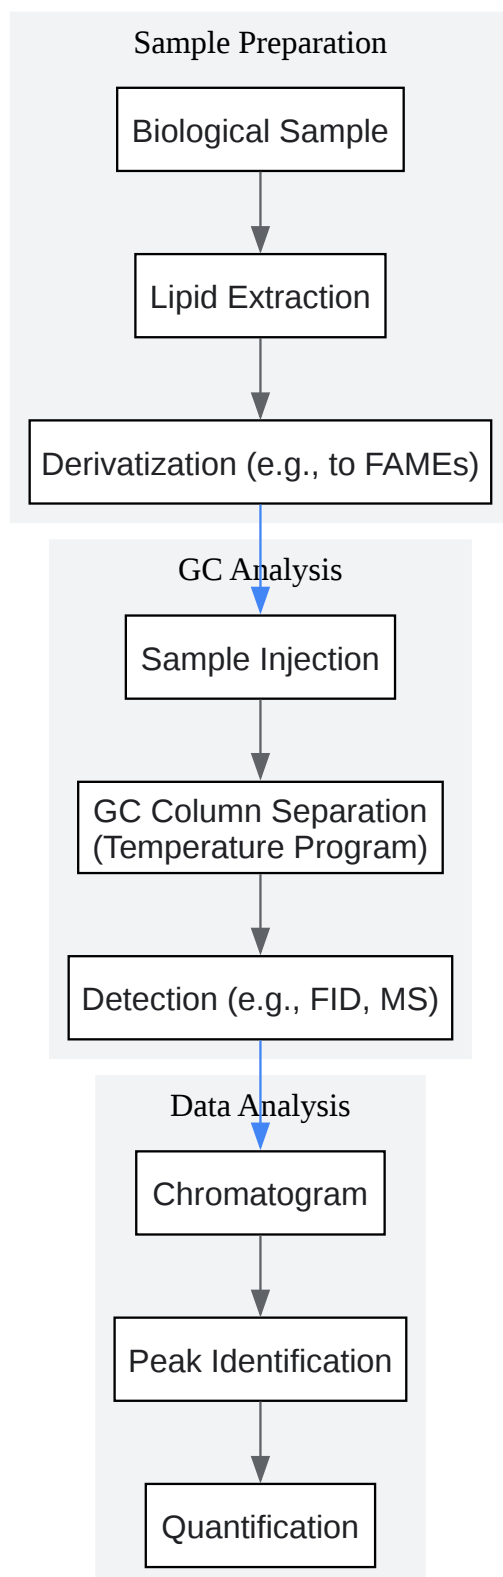 Sample Preparation
Biological Sample
Lipid Extraction
Derivatization (e.g., to FAMEs)
GC Analysis
Sample Injection
GC Column Separation
(Temperature Program)
Detection (e.g., FID, MS)
Data Analysis
Chromatogram
Peak Identification
Quantification